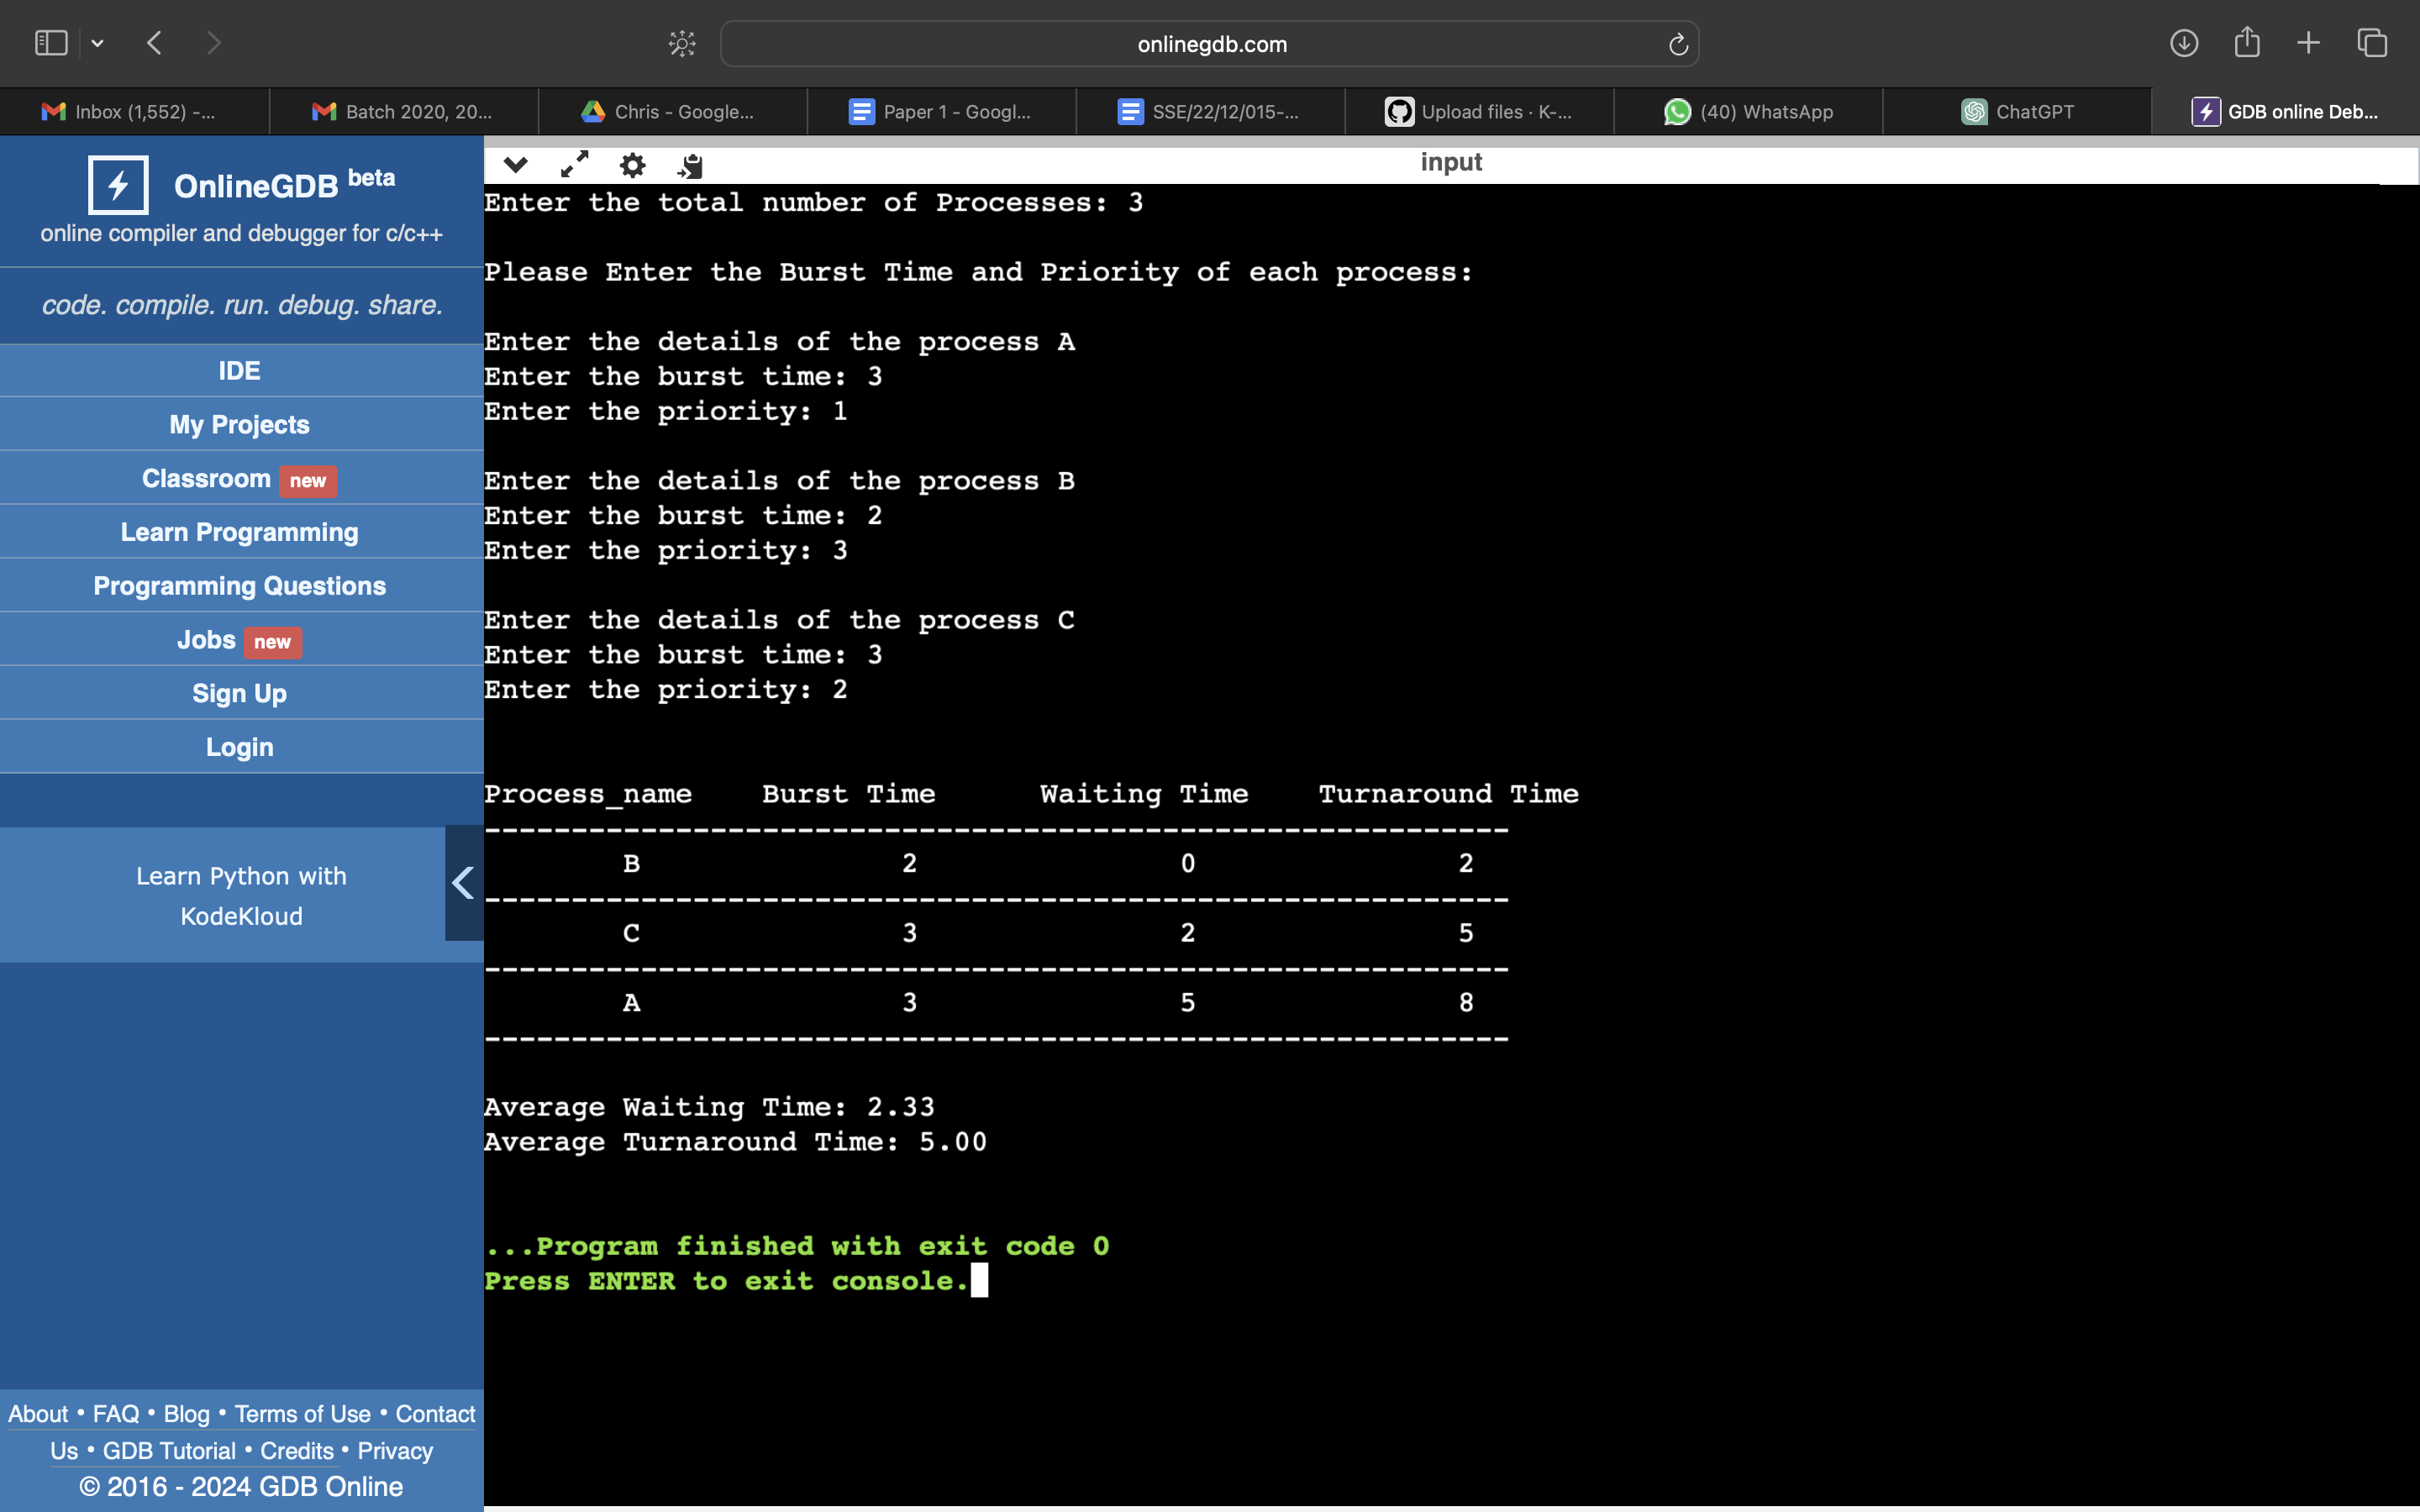 onlinegdb.com
Inbox (1,552) -...
Batch 2020, 20...
Chris - Google...
Paper 1 - Googl...
SSE/22/12/015-...
Upload files · K-...
(40) WhatsApp
ChatGPT
GDB online Deb...
OnlineGDB beta
online compiler and debugger for c/c++
code. compile. run. debug. share.
IDE
My Projects
Classroom new
Learn Programming
Programming Questions
Jobs new
Sign Up
Login
Learn Python with
KodeKloud
About • FAQ • Blog • Terms of Use • Contact
Us • GDB Tutorial • Credits • Privacy
© 2016 - 2024 GDB Online
input
Enter the total number of Processes: 3
Please Enter the Burst Time and Priority of each process:
Enter the details of the process A
Enter the burst time: 3
Enter the priority: 1
Enter the details of the process B
Enter the burst time: 2
Enter the priority: 3
Enter the details of the process C
Enter the burst time: 3
Enter the priority: 2
Process_name    Burst Time      Waiting Time    Turnaround Time
-----------------------------------------------------------
B               2               0               2
-----------------------------------------------------------
C               3               2               5
-----------------------------------------------------------
A               3               5               8
-----------------------------------------------------------
Average Waiting Time: 2.33
Average Turnaround Time: 5.00
...Program finished with exit code 0
Press ENTER to exit console.